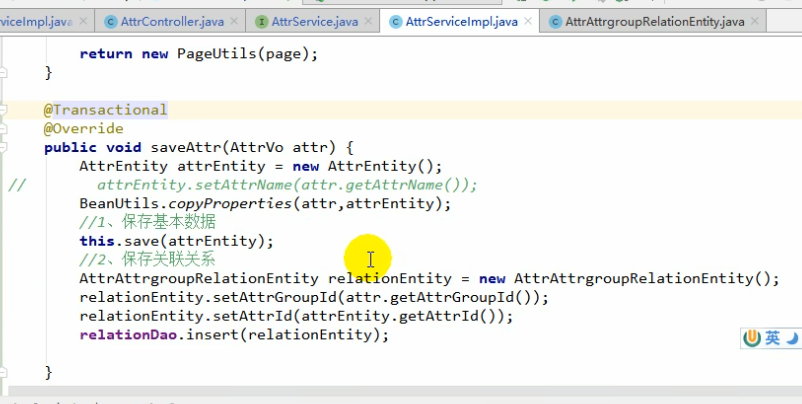 viceImpl.java AttrController.java AttrService.java AttrServiceImpl.java AttrAttrgroupRelationEntity.java
return new PageUtils(page);
}
@Transactional
@Override
public void saveAttr(AttrVo attr) {
AttrEntity attrEntity = new AttrEntity();
// attrEntity.setAttrName(attr.getAttrName());
BeanUtils.copyProperties(attr,attrEntity);
//1、保存基本数据
this.save(attrEntity);
//2、保存关联关系
AttrAttrgroupRelationEntity relationEntity = new AttrAttrgroupRelationEntity();
relationEntity.setAttrGroupId(attr.getAttrGroupId());
relationEntity.setAttrId(attrEntity.getAttrId());
relationDao.insert(relationEntity);
英
}